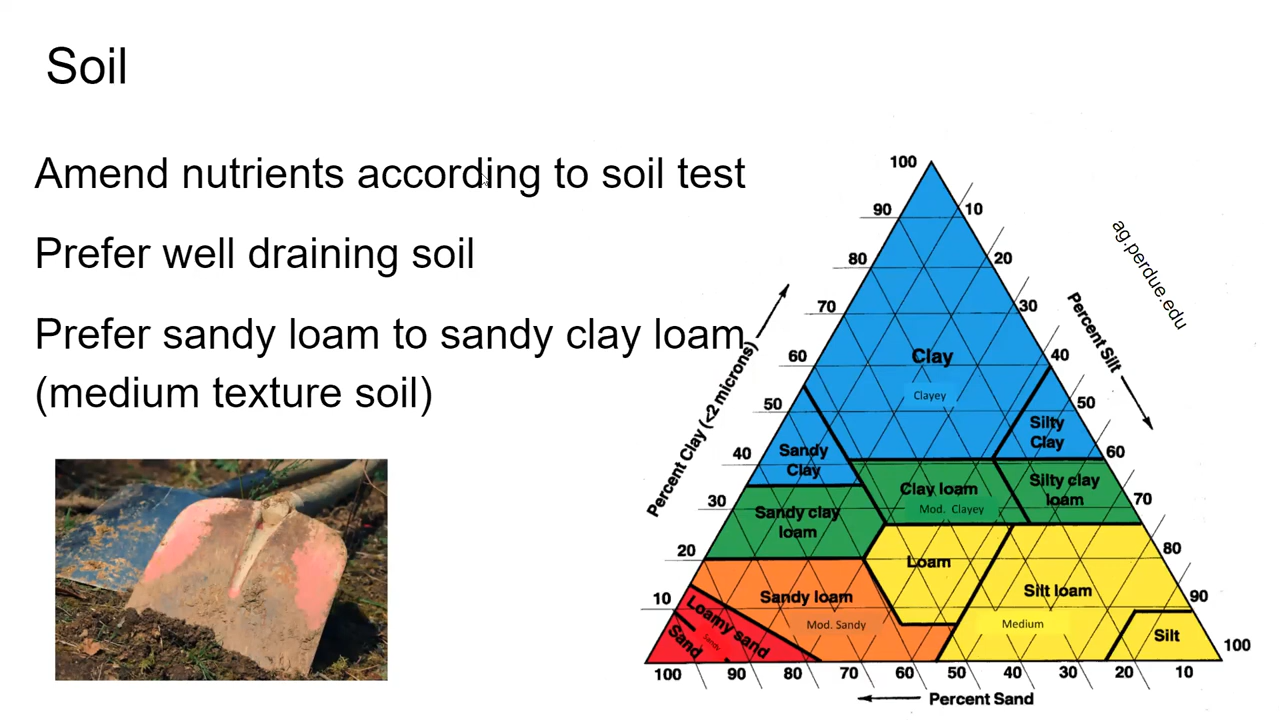 Soil
Amend nutrients according to soil test
Prefer well draining soil
Prefer sandy loam to sandy clay loam
(medium texture soil)
100
90
80
70
60
50
40
30
20
10
Percent Clay (<2 microns)
10
20
30
40
50
60
70
80
90
100
Percent Silt
ag.perdue.edu
Clay
Clayey
Silty
Clay
Sandy
Clay
Clay loam
Mod. Clayey
Silty clay
loam
Sandy clay
loam
Loam
Silt loam
Sandy loam
Mod. Sandy
Medium
Silt
Loamy sand
Sandy
Sand
100 90 80 70 60 50 40 30 20 10
Percent Sand